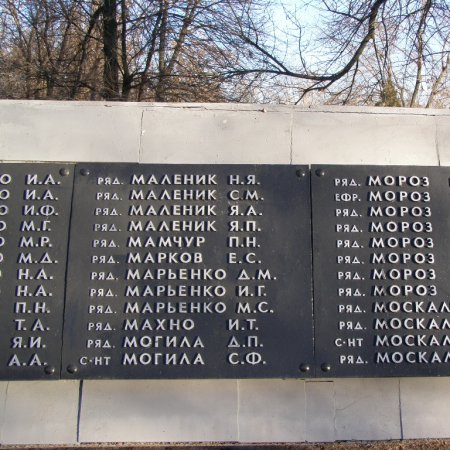 О И.А.
О И.А.
О И.Ф.
О М.Г.
О М.Р.
О М.Д.
О Н.А.
Н.А.
П.Н.
Т.А.
Я.И.
А.А.
РЯД. МАЛЕНИК Н.Я.
РЯД. МАЛЕНИК С.М.
РЯД. МАЛЕНИК Я.А.
РЯД. МАЛЕНИК Я.П.
РЯД. МАМЧУР П.Н.
РЯД. МАРКОВ Е.С.
РЯД. МАРЬЕНКО Д.М.
РЯД. МАРЬЕНКО И.Г.
РЯД. МАРЬЕНКО М.С.
РЯД. МАХНО И.Т.
РЯД. МОГИЛА Д.П.
С-НТ МОГИЛА С.Ф.
РЯД. МОРОЗ
ЕФР. МОРОЗ
РЯД. МОРОЗ
РЯД. МОРОЗ
РЯД. МОРОЗ
РЯД. МОРОЗ
РЯД. МОРОЗ
РЯД. МОРОЗ
РЯД. МОСКАЛ
РЯД. МОСКАЛ
С-НТ МОСКАЛ
РЯД. МОСКАЛ